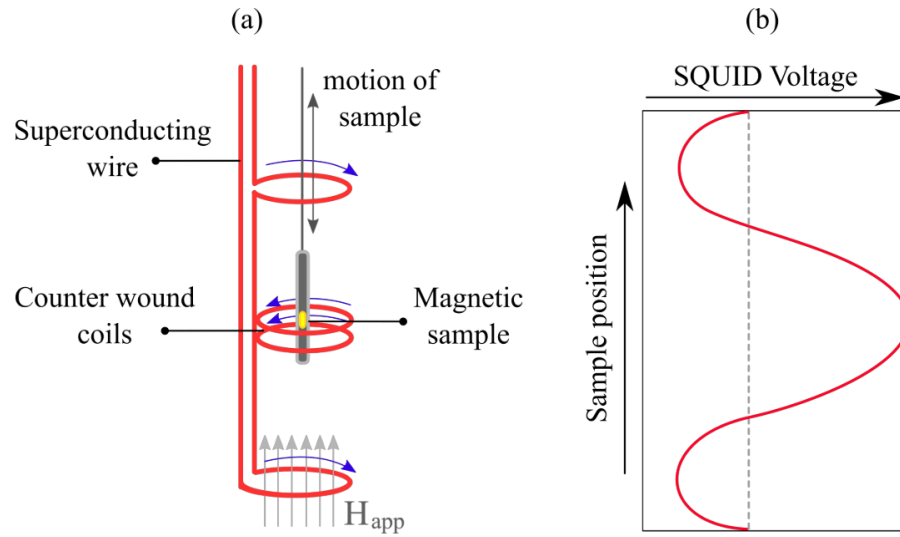 (a)
(b)
motion of
sample
SQUID Voltage
Superconducting
wire
Counter wound
coils
Magnetic
sample
Sample position
H_app